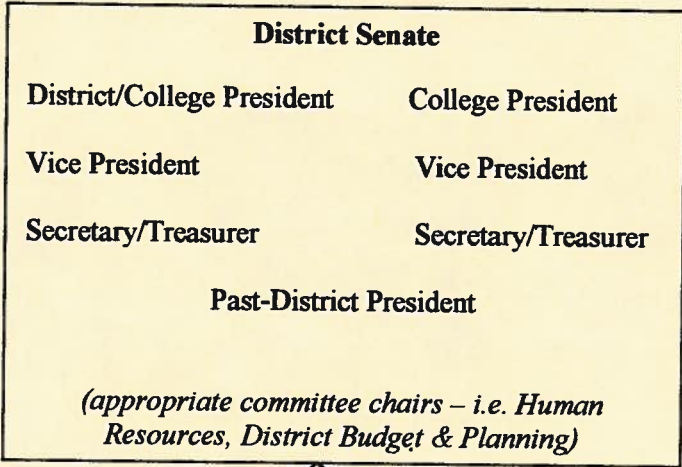 District Senate
District/College President College President
Vice President Vice President
Secretary/Treasurer Secretary/Treasurer
Past-District President
(appropriate committee chairs – i.e. Human
Resources, District Budget & Planning)